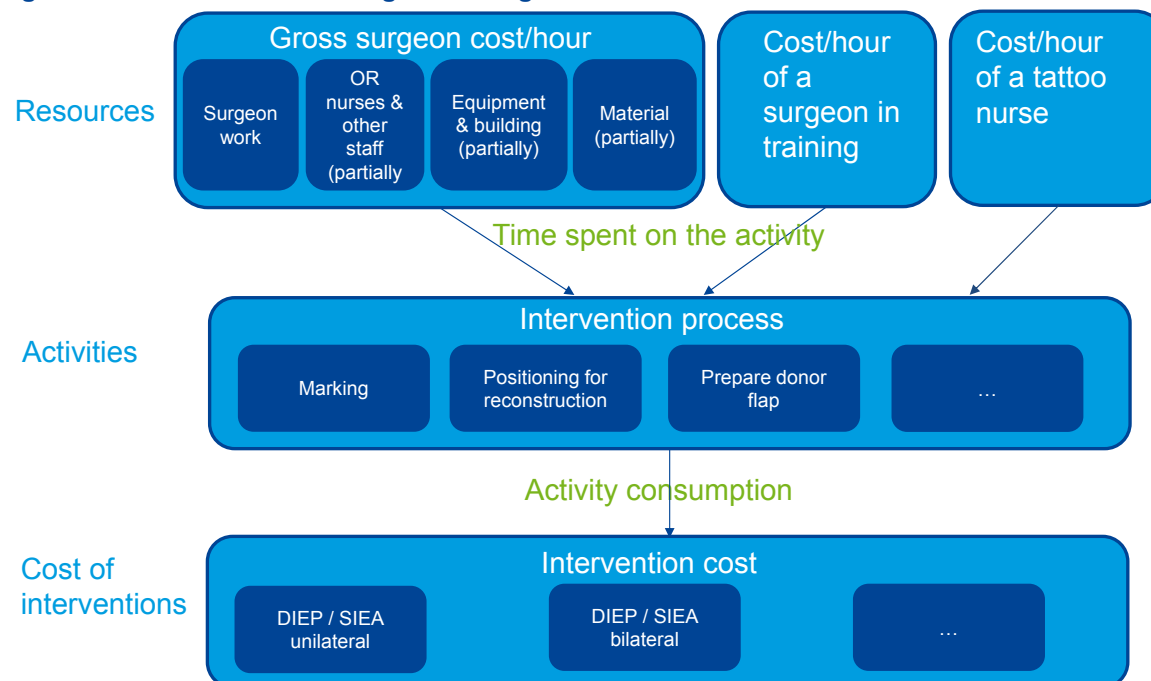 Gross surgeon cost/hour
Surgeon
work
OR
nurses &
other
staff
(partially
Equipment
& building
(partially)
Material
(partially)
Cost/hour
of a
surgeon in
training
Cost/hour
of a tattoo
nurse
Resources
Time spent on the activity
Intervention process
Activities
Marking
Positioning for
reconstruction
Prepare donor
flap
…
Activity consumption
Cost of
interventions
Intervention cost
DIEP / SIEA
unilateral
DIEP / SIEA
bilateral
…